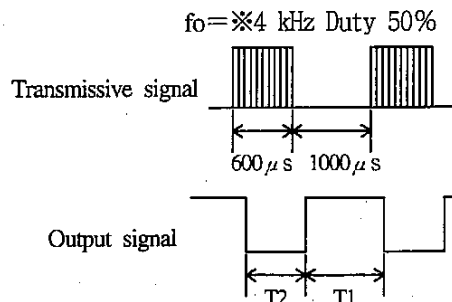 fo=※4 kHz Duty 50%
Transmissive signal
600μs 1000μs
Output signal
T2 T1